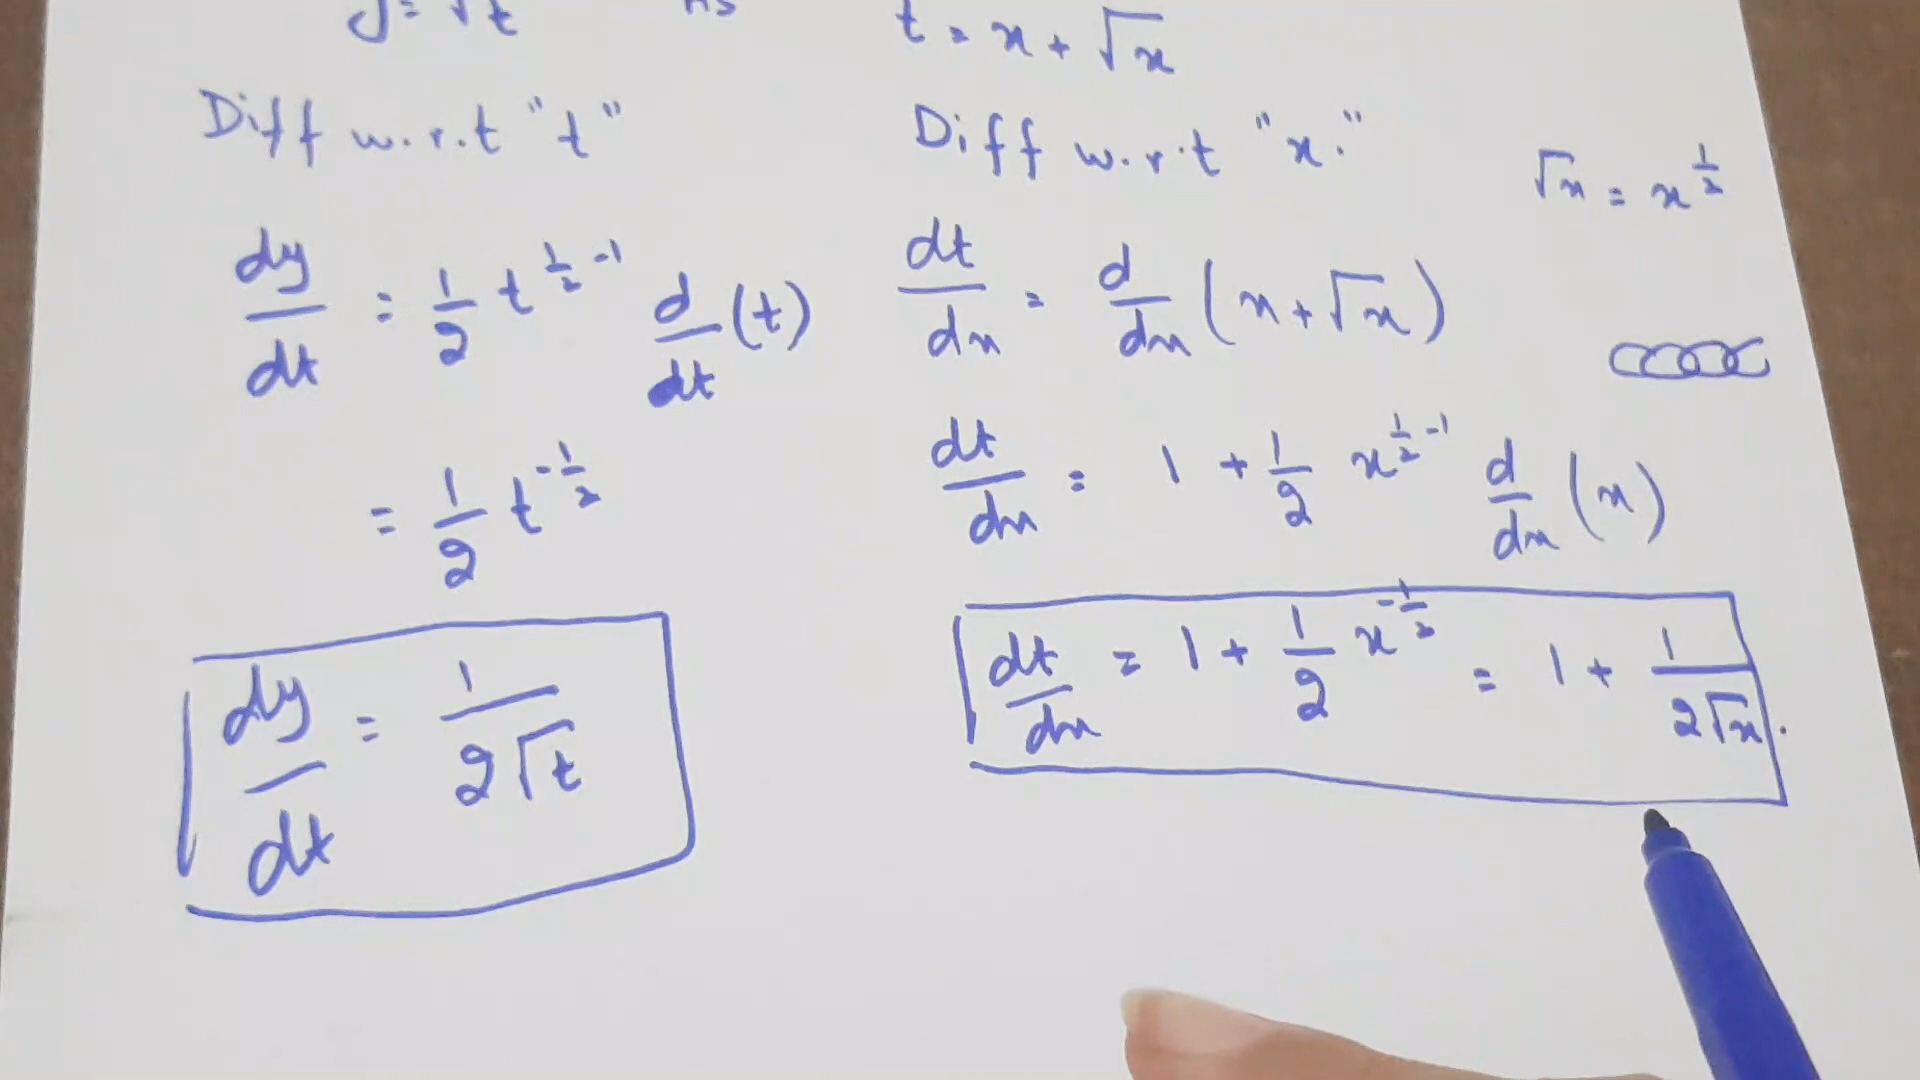 y = √t As t = x + √x
Diff w.r.t "t"
dy/dt = 1/2 t^(1/2 -1) d/dt (t)
= 1/2 t^(-1/2)
dy/dt = 1/(2√t)
Diff w.r.t "x."
√x = x^(1/2)
dt/dx = d/dx (x + √x)
dt/dx = 1 + 1/2 x^(1/2 -1) d/dx (x)
dt/dx = 1 + 1/2 x^(-1/2) = 1 + 1/(2√x).